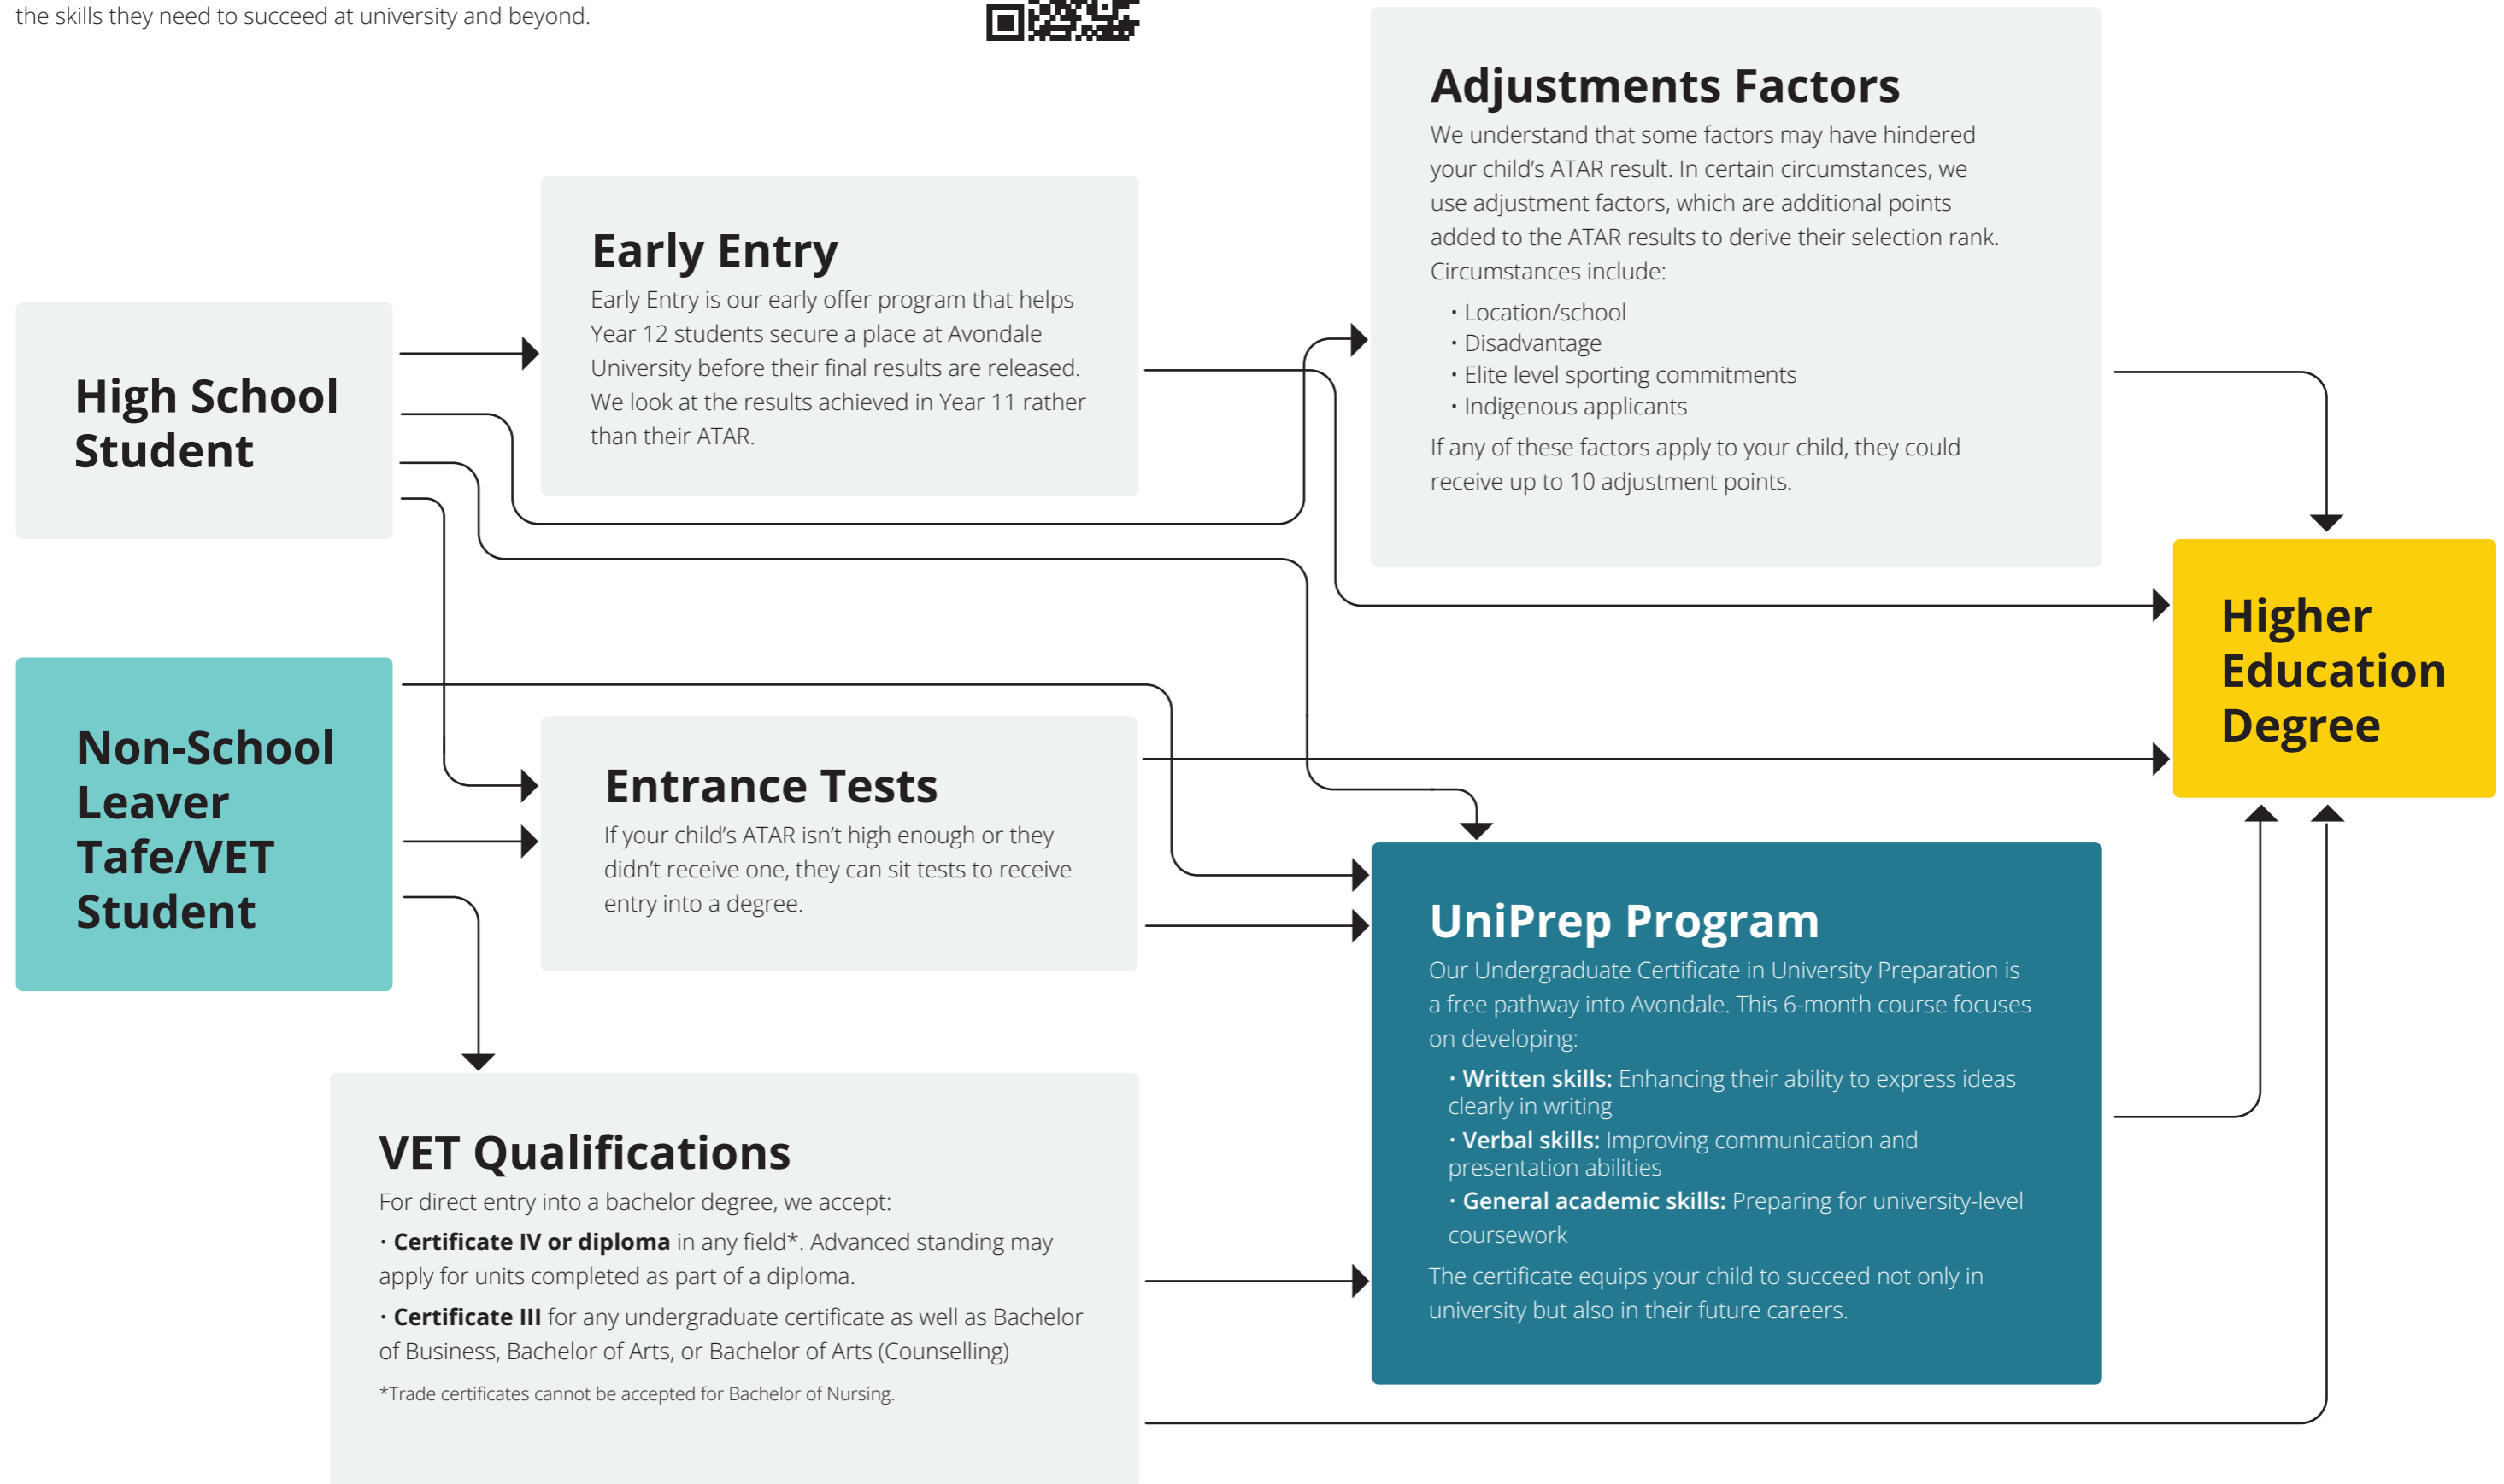 the skills they need to succeed at university and beyond.
Adjustments Factors
We understand that some factors may have hindered
your child's ATAR result. In certain circumstances, we
use adjustment factors, which are additional points
added to the ATAR results to derive their selection rank.
Circumstances include:
• Location/school
• Disadvantage
• Elite level sporting commitments
• Indigenous applicants
If any of these factors apply to your child, they could
receive up to 10 adjustment points.
Early Entry
Early Entry is our early offer program that helps
Year 12 students secure a place at Avondale
University before their final results are released.
We look at the results achieved in Year 11 rather
than their ATAR.
High School
Student
Higher
Education
Degree
Non-School
Leaver
Tafe/VET
Student
Entrance Tests
If your child's ATAR isn't high enough or they
didn't receive one, they can sit tests to receive
entry into a degree.
UniPrep Program
Our Undergraduate Certificate in University Preparation is
a free pathway into Avondale. This 6-month course focuses
on developing:
• Written skills: Enhancing their ability to express ideas
clearly in writing
• Verbal skills: Improving communication and
presentation abilities
• General academic skills: Preparing for university-level
coursework
The certificate equips your child to succeed not only in
university but also in their future careers.
VET Qualifications
For direct entry into a bachelor degree, we accept:
• Certificate IV or diploma in any field*. Advanced standing may
apply for units completed as part of a diploma.
• Certificate III for any undergraduate certificate as well as Bachelor
of Business, Bachelor of Arts, or Bachelor of Arts (Counselling)
*Trade certificates cannot be accepted for Bachelor of Nursing.